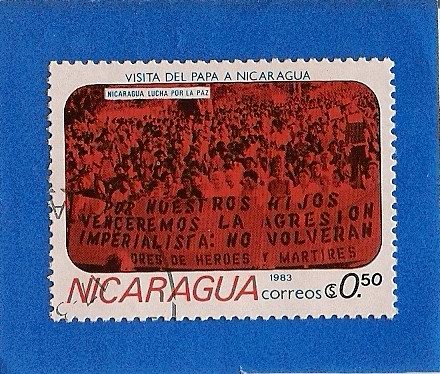 VISITA DEL PAPA A NICARAGUA
NICARAGUA LUCHA POR LA PAZ
POR NUESTROS HIJOS
VENCEREMOS LA AGRESION
IMPERIALISTA: NO VOLVERAN
DRES DE HEROES Y MARTIRES
1983
NICARAGUA correos C$0.50